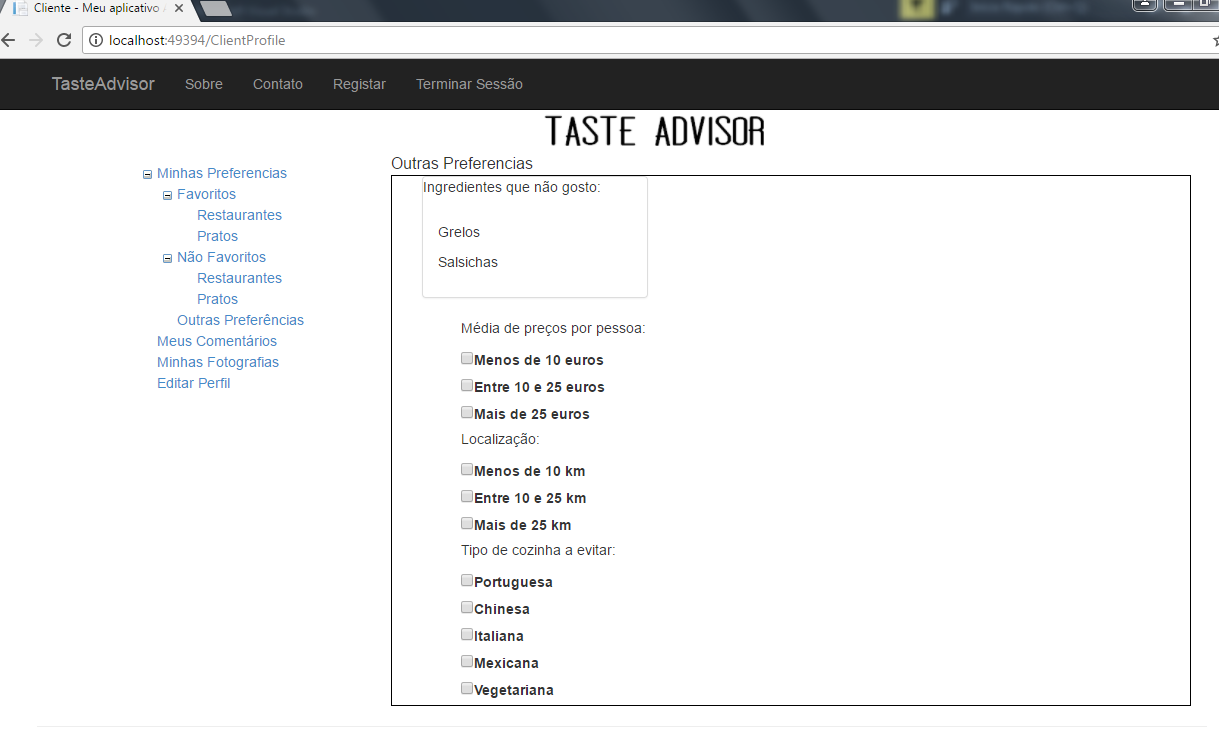 Cliente - Meu aplicativo
localhost:49394/ClientProfile
TasteAdvisor Sobre Contato Registar Terminar Sessão
TASTE ADVISOR
Minhas Preferencias
Favoritos
Restaurantes
Pratos
Não Favoritos
Restaurantes
Pratos
Outras Preferências
Meus Comentários
Minhas Fotografias
Editar Perfil
Outras Preferencias
Ingredientes que não gosto:
Grelos
Salsichas
Média de preços por pessoa:
Menos de 10 euros
Entre 10 e 25 euros
Mais de 25 euros
Localização:
Menos de 10 km
Entre 10 e 25 km
Mais de 25 km
Tipo de cozinha a evitar:
Portuguesa
Chinesa
Italiana
Mexicana
Vegetariana